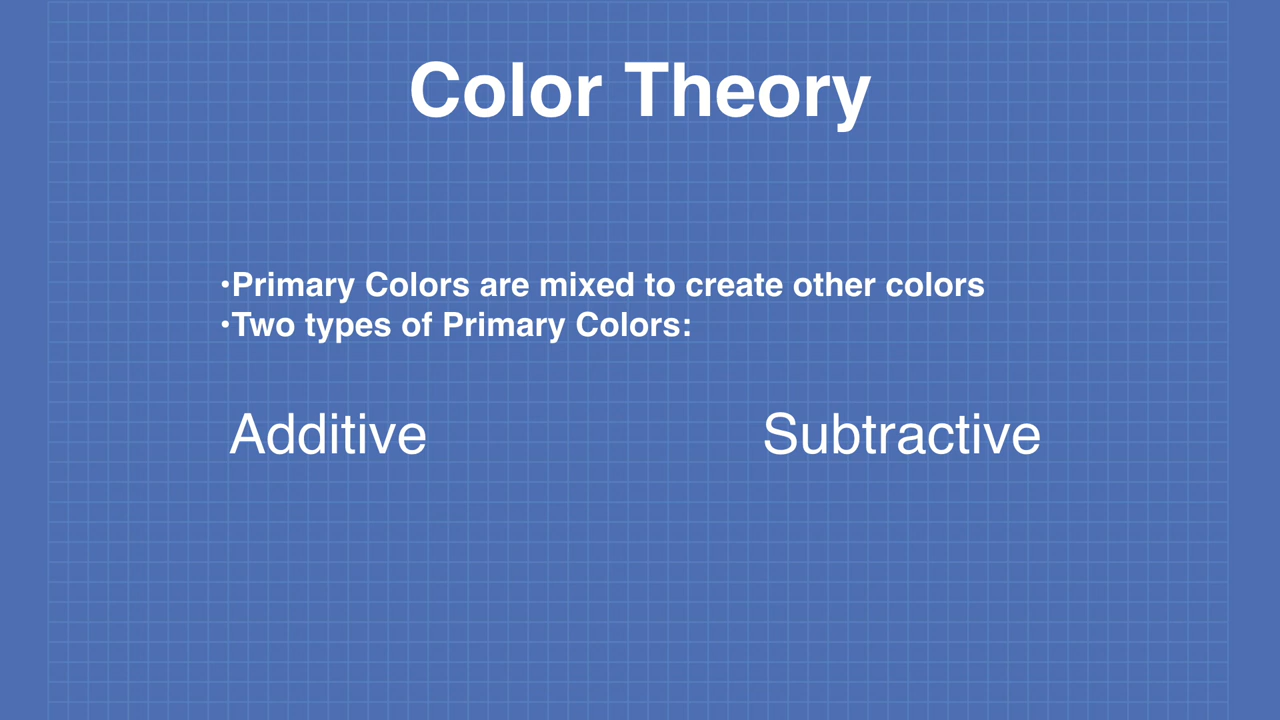 Color Theory
•Primary Colors are mixed to create other colors
•Two types of Primary Colors:
Additive Subtractive